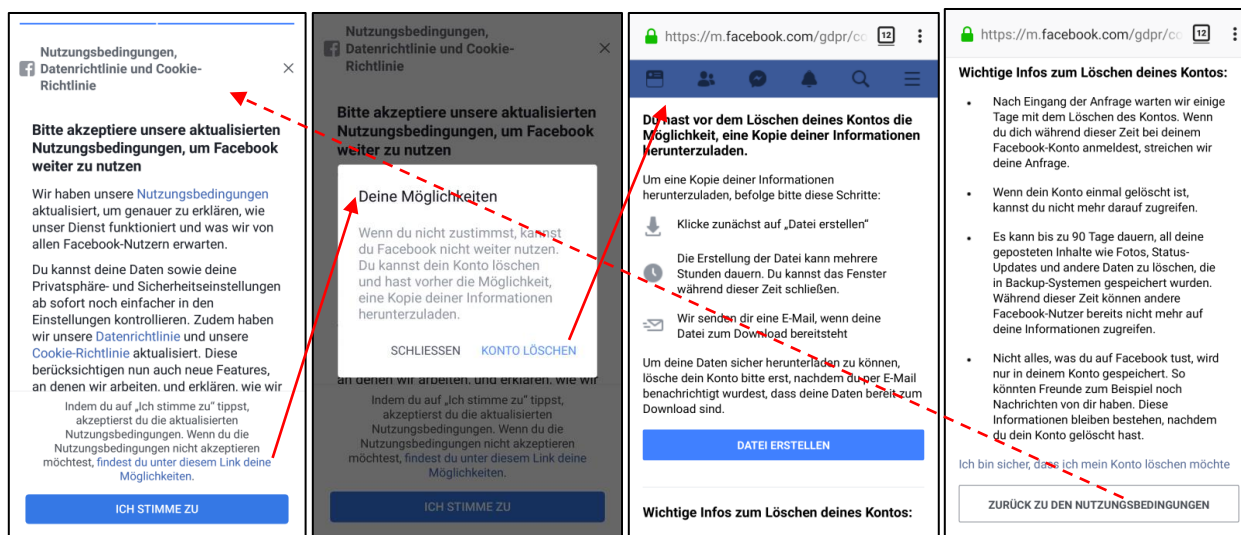 Nutzungsbedingungen,
Datenrichtlinie und Cookie-
Richtlinie
Bitte akzeptiere unsere aktualisierten
Nutzungsbedingungen, um Facebook
weiter zu nutzen
Wir haben unsere Nutzungsbedingungen
aktualisiert, um genauer zu erklären, wie
unser Dienst funktioniert und was wir von
allen Facebook-Nutzern erwarten.
Du kannst deine Daten sowie deine
Privatsphäre- und Sicherheitseinstellungen
ab sofort noch einfacher in den
Einstellungen kontrollieren. Zudem haben
wir unsere Datenrichtlinie und unsere
Cookie-Richtlinie aktualisiert. Diese
berücksichtigen nun auch neue Features,
an denen wir arbeiten, und erklären, wie wir
Indem du auf „Ich stimme zu" tippst,
akzeptierst du die aktualisierten
Nutzungsbedingungen. Wenn du die
Nutzungsbedingungen nicht akzeptieren
möchtest, findest du unter diesem Link deine
Möglichkeiten.
ICH STIMME ZU
Nutzungsbedingungen,
Datenrichtlinie und Cookie-
Richtlinie
Bitte akzeptiere unsere aktualisierten
Nutzungsbedingungen, um Facebook
weiter zu nutzen
Deine Möglichkeiten
Wenn du nicht zustimmst, kannst
du Facebook nicht weiter nutzen.
Du kannst dein Konto löschen
und hast vorher die Möglichkeit,
eine Kopie deiner Informationen
herunterzuladen.
SCHLIESSEN KONTO LÖSCHEN
an denen wir arbeiten, und erklären, wie wir
Indem du auf „Ich stimme zu" tippst,
akzeptierst du die aktualisierten
Nutzungsbedingungen. Wenn du die
Nutzungsbedingungen nicht akzeptieren
möchtest, findest du unter diesem Link deine
Möglichkeiten.
ICH STIMME ZU
https://m.facebook.com/gdpr/co 12
Du hast vor dem Löschen deines Kontos die
Möglichkeit, eine Kopie deiner Informationen
herunterzuladen.
Um eine Kopie deiner Informationen
herunterzuladen, befolge bitte diese Schritte:
Klicke zunächst auf „Datei erstellen"
Die Erstellung der Datei kann mehrere
Stunden dauern. Du kannst das Fenster
während dieser Zeit schließen.
Wir senden dir eine E-Mail, wenn deine
Datei zum Download bereitsteht
Um deine Daten sicher herunterladen zu können,
lösche dein Konto bitte erst, nachdem du per E-Mail
benachrichtigt wurdest, dass deine Daten bereit zum
Download sind.
DATEI ERSTELLEN
Wichtige Infos zum Löschen deines Kontos:
https://m.facebook.com/gdpr/co 12
Wichtige Infos zum Löschen deines Kontos:
• Nach Eingang der Anfrage warten wir einige
Tage mit dem Löschen des Kontos. Wenn
du dich während dieser Zeit bei deinem
Facebook-Konto anmeldest, streichen wir
deine Anfrage.
• Wenn dein Konto einmal gelöscht ist,
kannst du nicht mehr darauf zugreifen.
• Es kann bis zu 90 Tage dauern, all deine
geposteten Inhalte wie Fotos, Status-
Updates und andere Daten zu löschen, die
in Backup-Systemen gespeichert wurden.
Während dieser Zeit können andere
Facebook-Nutzer bereits nicht mehr auf
deine Informationen zugreifen.
• Nicht alles, was du auf Facebook tust, wird
nur in deinem Konto gespeichert. So
könnten Freunde zum Beispiel noch
Nachrichten von dir haben. Diese
Informationen bleiben bestehen, nachdem
du dein Konto gelöscht hast.
Ich bin sicher, dass ich mein Konto löschen möchte
ZURÜCK ZU DEN NUTZUNGSBEDINGUNGEN